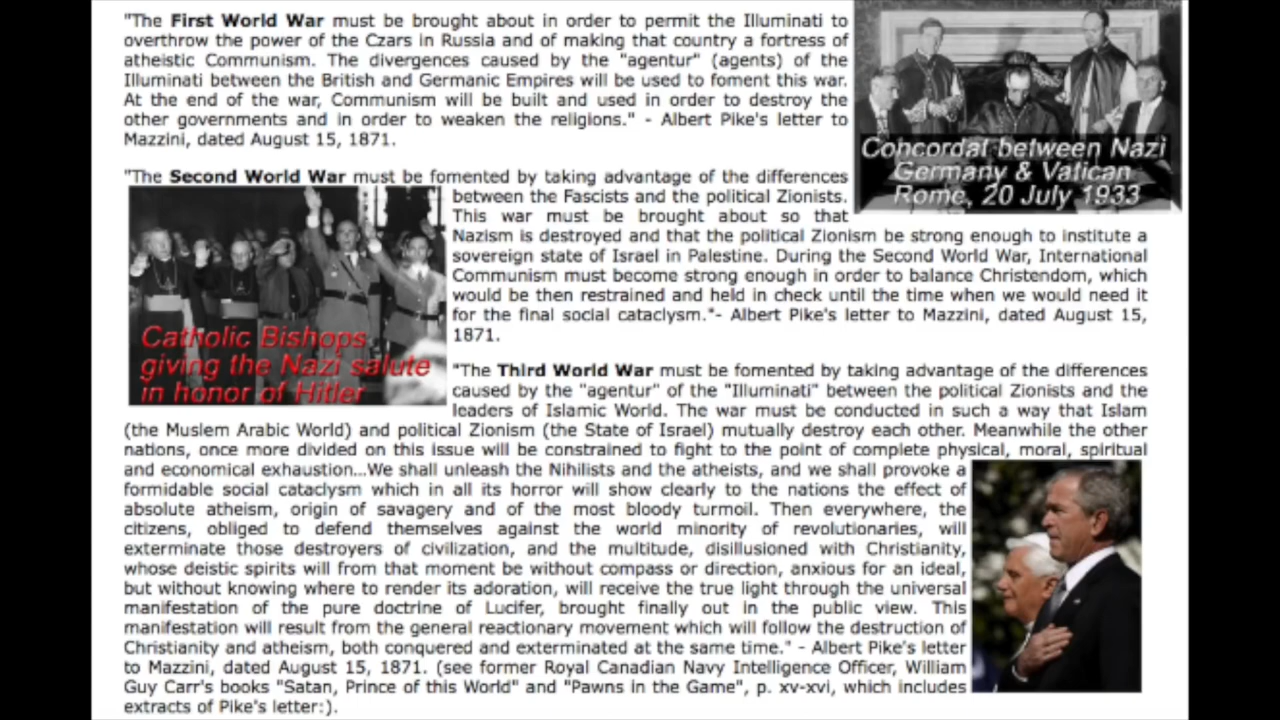 "The First World War must be brought about in order to permit the Illuminati to
overthrow the power of the Czars in Russia and of making that country a fortress of
atheistic Communism. The divergences caused by the "agentur" (agents) of the
Illuminati between the British and Germanic Empires will be used to foment this war.
At the end of the war, Communism will be built and used in order to destroy the
other governments and in order to weaken the religions." - Albert Pike's letter to
Mazzini, dated August 15, 1871.
Concordat between Nazi
Germany & Vatican
Rome, 20 July 1933
"The Second World War must be fomented by taking advantage of the differences
between the Fascists and the political Zionists.
This war must be brought about so that
Nazism is destroyed and that the political Zionism be strong enough to institute a
sovereign state of Israel in Palestine. During the Second World War, International
Communism must become strong enough in order to balance Christendom, which
would be then restrained and held in check until the time when we would need it
for the final social cataclysm."- Albert Pike's letter to Mazzini, dated August 15,
1871.
Catholic Bishops
giving the Nazi salute
in honor of Hitler
"The Third World War must be fomented by taking advantage of the differences
caused by the "agentur" of the "Illuminati" between the political Zionists and the
leaders of Islamic World. The war must be conducted in such a way that Islam
(the Muslem Arabic World) and political Zionism (the State of Israel) mutually destroy each other. Meanwhile the other
nations, once more divided on this issue will be constrained to fight to the point of complete physical, moral, spiritual
and economical exhaustion...We shall unleash the Nihilists and the atheists, and we shall provoke a
formidable social cataclysm which in all its horror will show clearly to the nations the effect of
absolute atheism, origin of savagery and of the most bloody turmoil. Then everywhere, the
citizens, obliged to defend themselves against the world minority of revolutionaries, will
exterminate those destroyers of civilization, and the multitude, disillusioned with Christianity,
whose deistic spirits will from that moment be without compass or direction, anxious for an ideal,
but without knowing where to render its adoration, will receive the true light through the universal
manifestation of the pure doctrine of Lucifer, brought finally out in the public view. This
manifestation will result from the general reactionary movement which will follow the destruction of
Christianity and atheism, both conquered and exterminated at the same time." - Albert Pike's letter
to Mazzini, dated August 15, 1871. (see former Royal Canadian Navy Intelligence Officer, William
Guy Carr's books "Satan, Prince of this World" and "Pawns in the Game", p. xv-xvi, which includes
extracts of Pike's letter:).